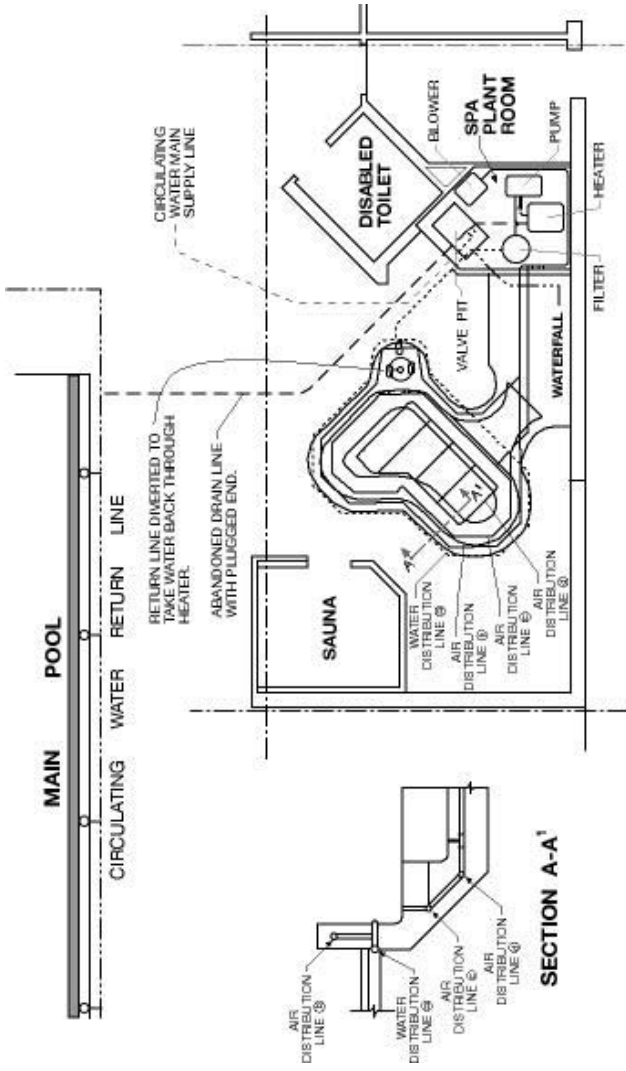 MAIN POOL
CIRCULATING WATER RETURN LINE
RETURN LINE DIVERTED TO
TAKE WATER BACK THROUGH
HEATER.
ABANDONED DRAIN LINE
WITH PLUGGED END.
CIRCULATING
WATER MAIN
SUPPLY LINE
DISABLED
TOILET
BLOWER
SPA
PLANT
ROOM
PUMP
HEATER
FILTER
VALVE PIT
WATERFALL
SAUNA
A
A'
WATER
DISTRIBUTION
LINE
AIR
DISTRIBUTION
LINE
AIR
DISTRIBUTION
LINE
AIR
DISTRIBUTION
LINE
AIR
DISTRIBUTION
LINE
WATER
DISTRIBUTION
LINE
AIR
DISTRIBUTION
LINE
AIR
DISTRIBUTION
LINE
SECTION A-A¹